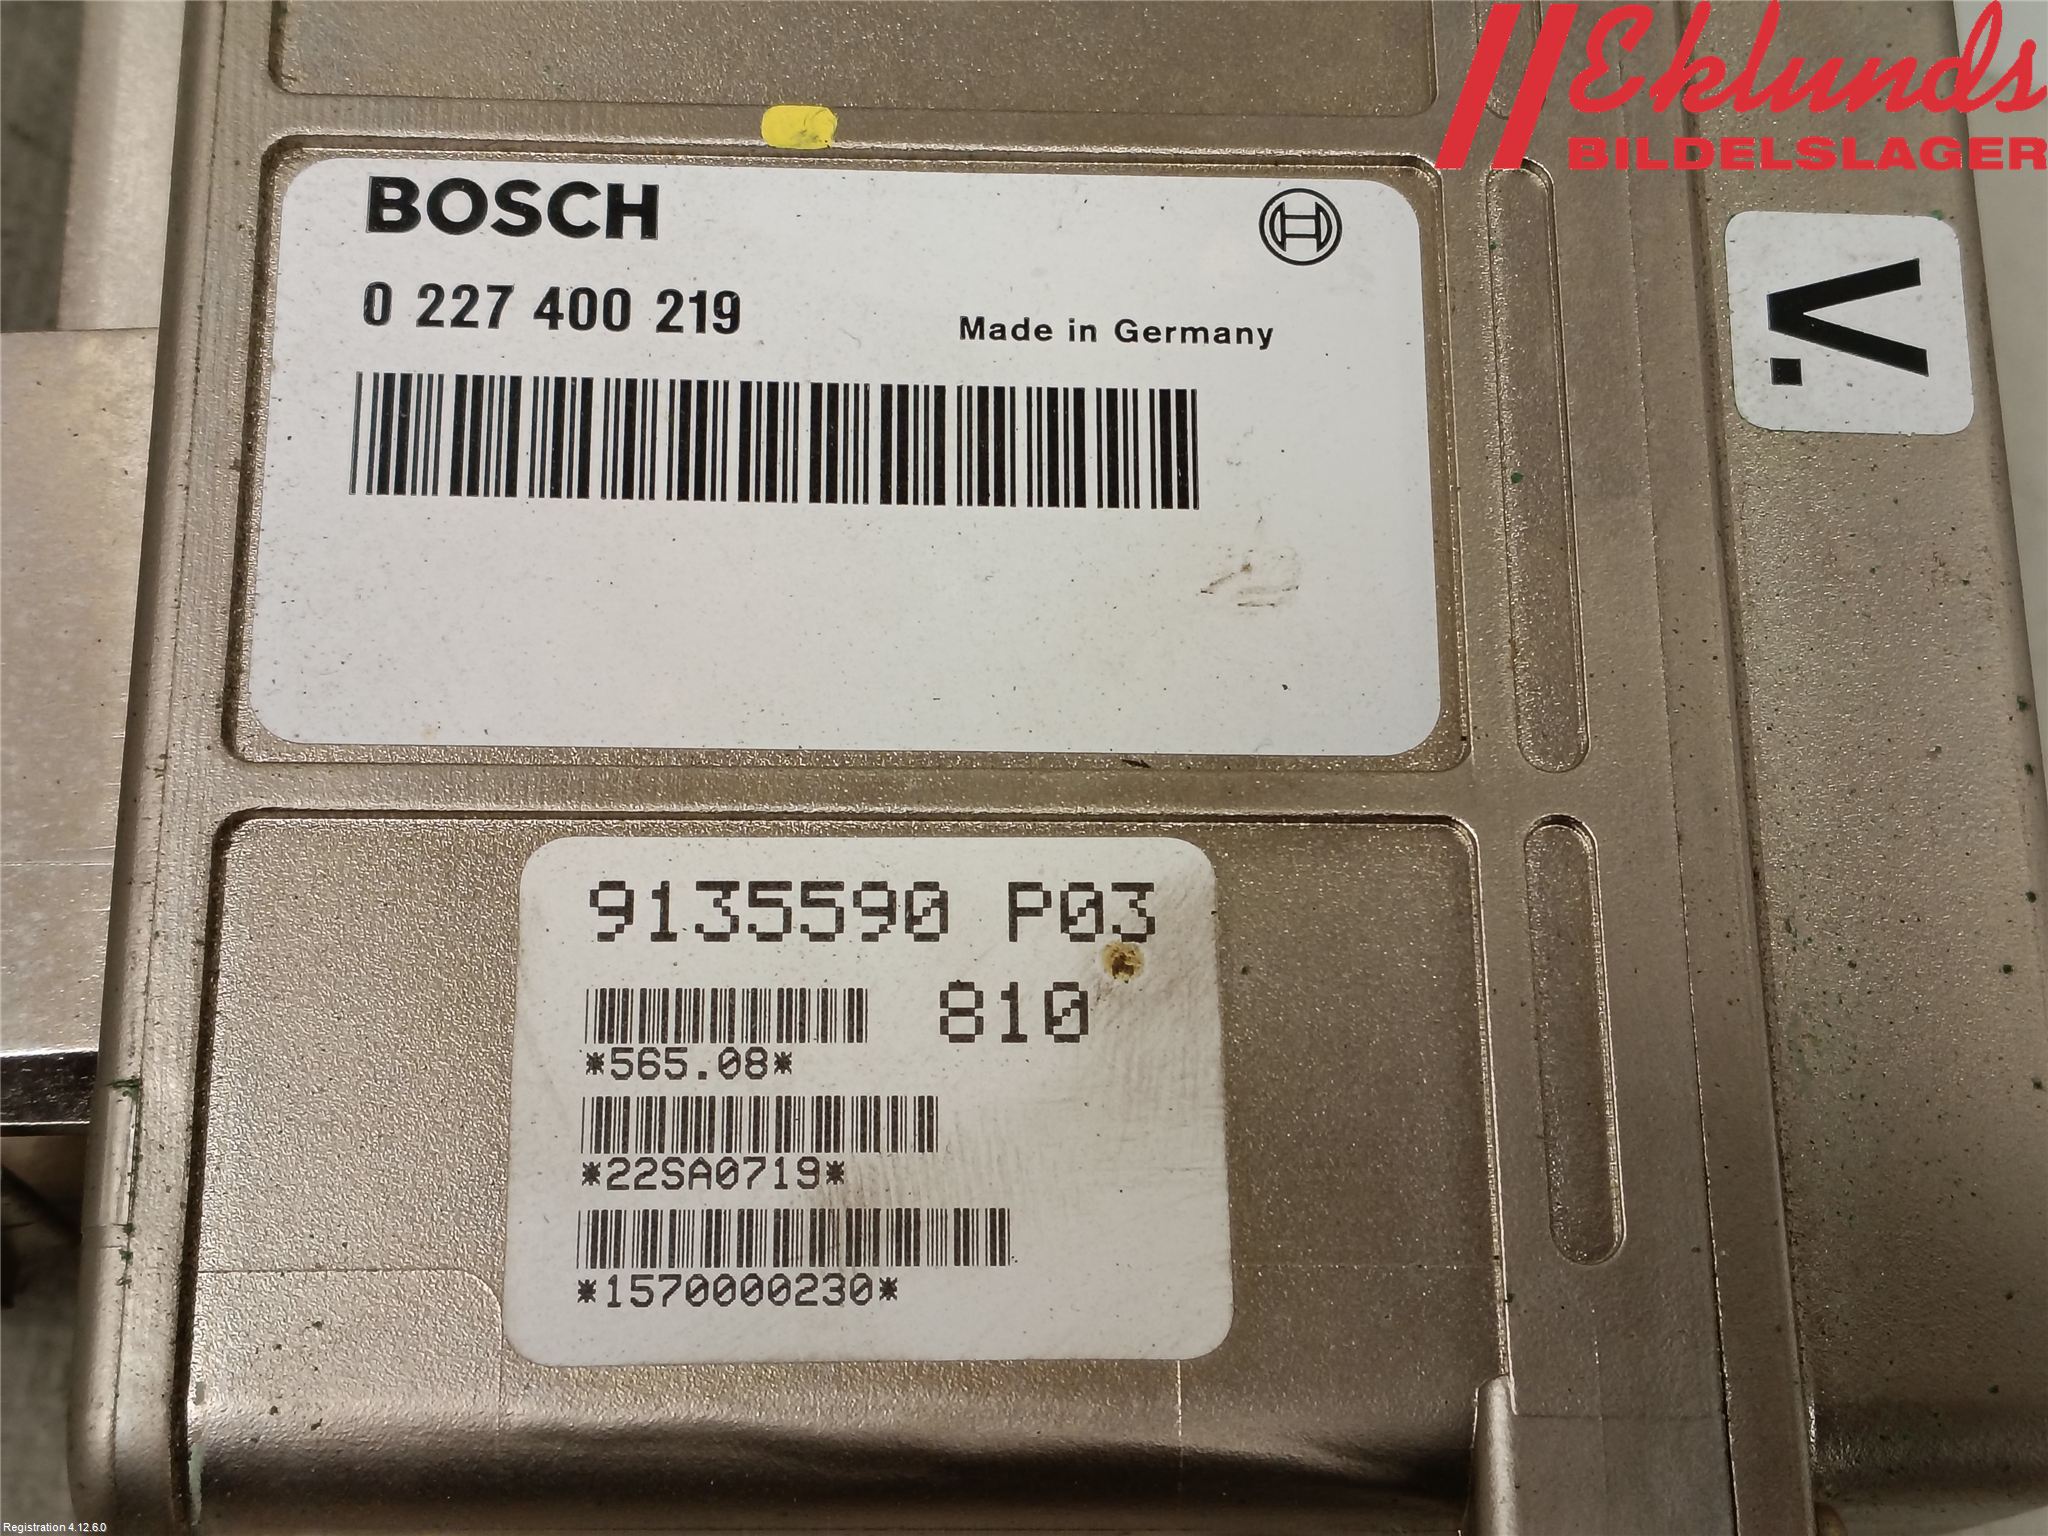 Eklunds
BILDELSLAGER
BOSCH
0 227 400 219
Made in Germany
V.
9135590 P03
810
*565.08*
*22SA0719*
*1570000230*
Registration 4.12.6.0